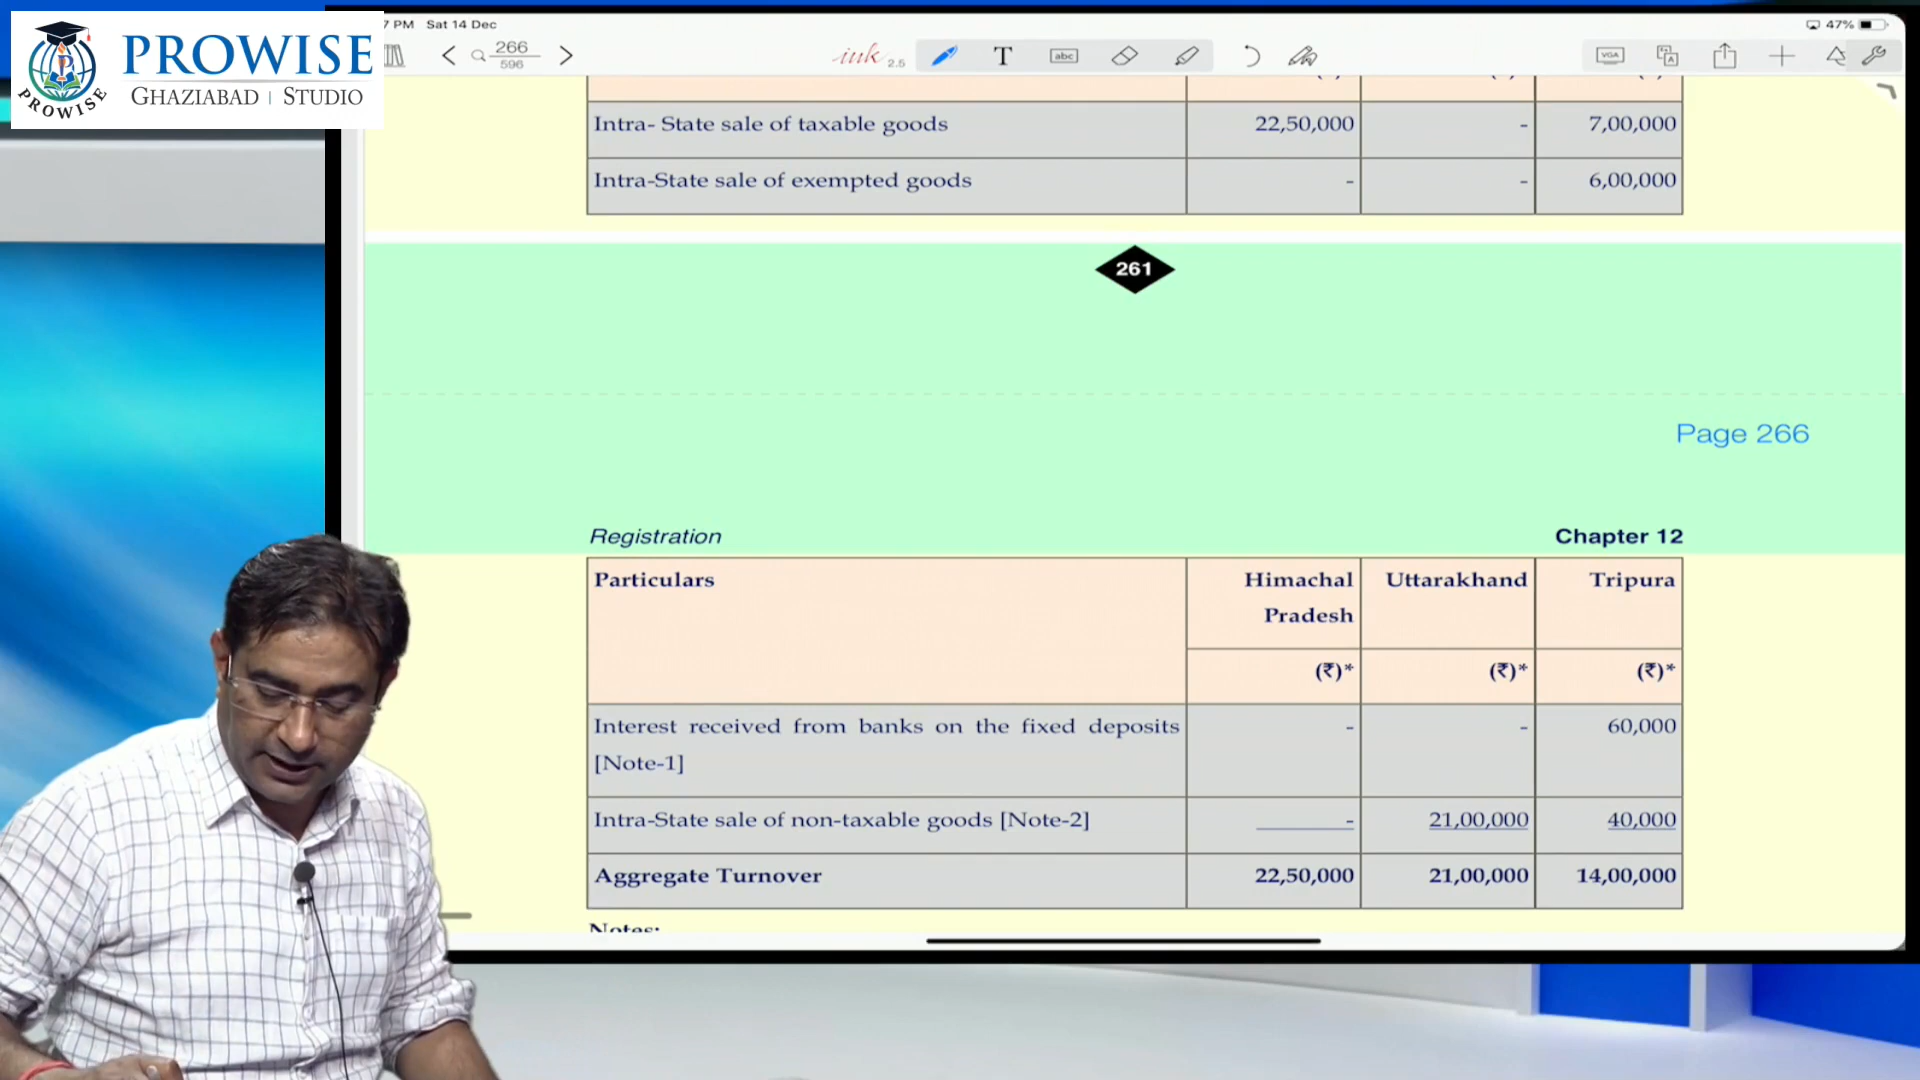 7 PM Sat 14 Dec
47%
PROWISE
GHAZIABAD | STUDIO
PROWISE
266
596
ink 2.5
T
abc
VGA
A
Intra- State sale of taxable goods 22,50,000 - 7,00,000
Intra-State sale of exempted goods - - 6,00,000
261
Page 266
Registration Chapter 12
Particulars Himachal Pradesh Uttarakhand Tripura
(₹)* (₹)* (₹)*
Interest received from banks on the fixed deposits - - 60,000
[Note-1]
Intra-State sale of non-taxable goods [Note-2] - 21,00,000 40,000
Aggregate Turnover 22,50,000 21,00,000 14,00,000
Notes: